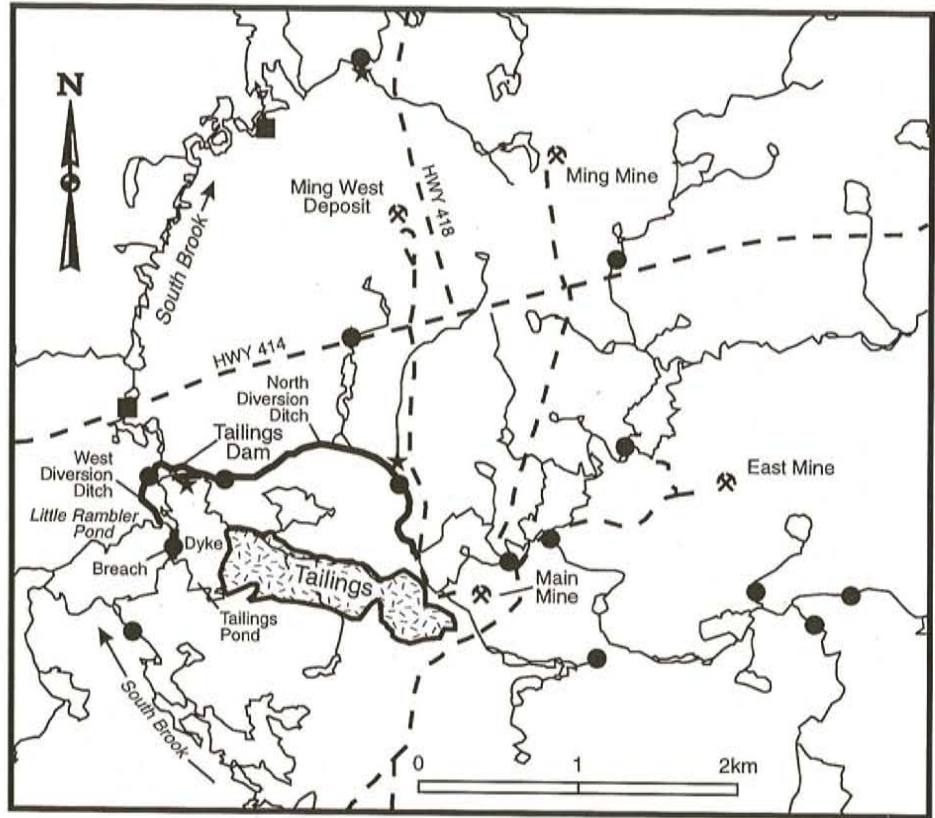 N
South Brook
Ming West
Deposit
HWY 418
Ming Mine
HWY 414
North
Diversion
Ditch
Tailings
Dam
West
Diversion
Ditch
Little Rambler
Pond
Dyke
Breach
Tailings
Tailings
Pond
East Mine
Main
Mine
South Brook
0 1 2km